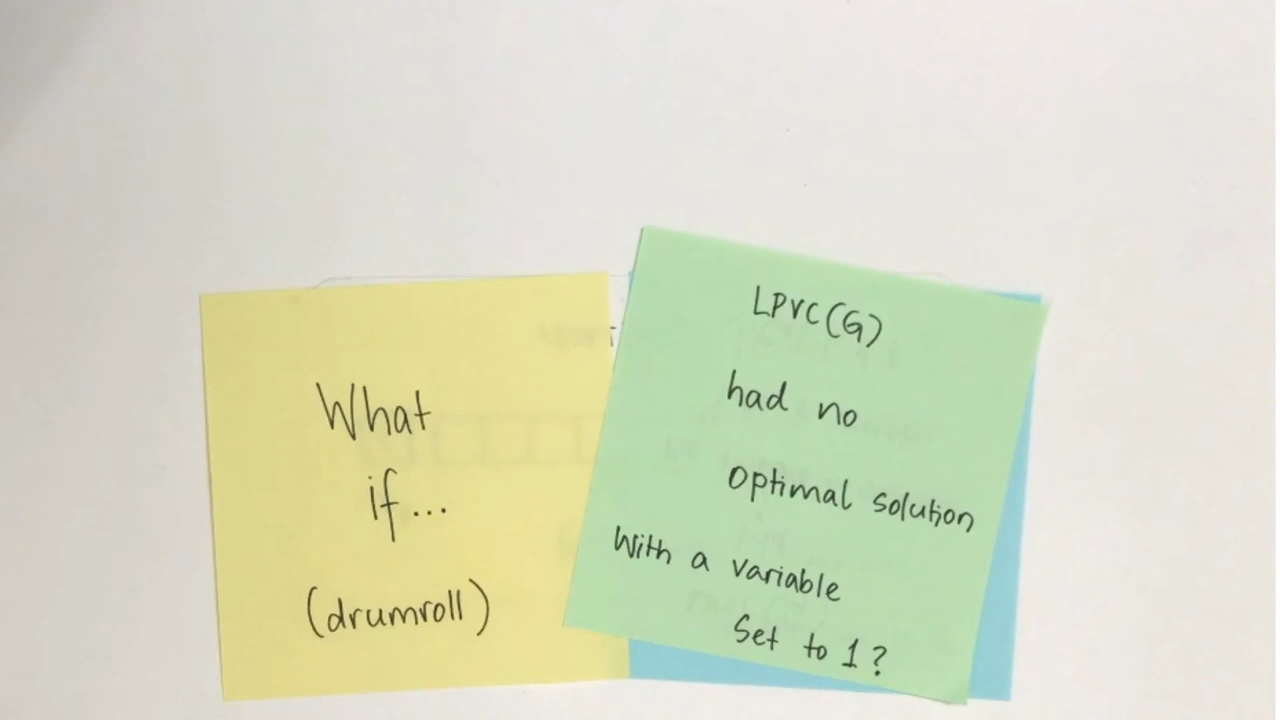 What
if...
(drumroll)
LPVC(G)
had no
Optimal solution
With a variable
Set to 1?